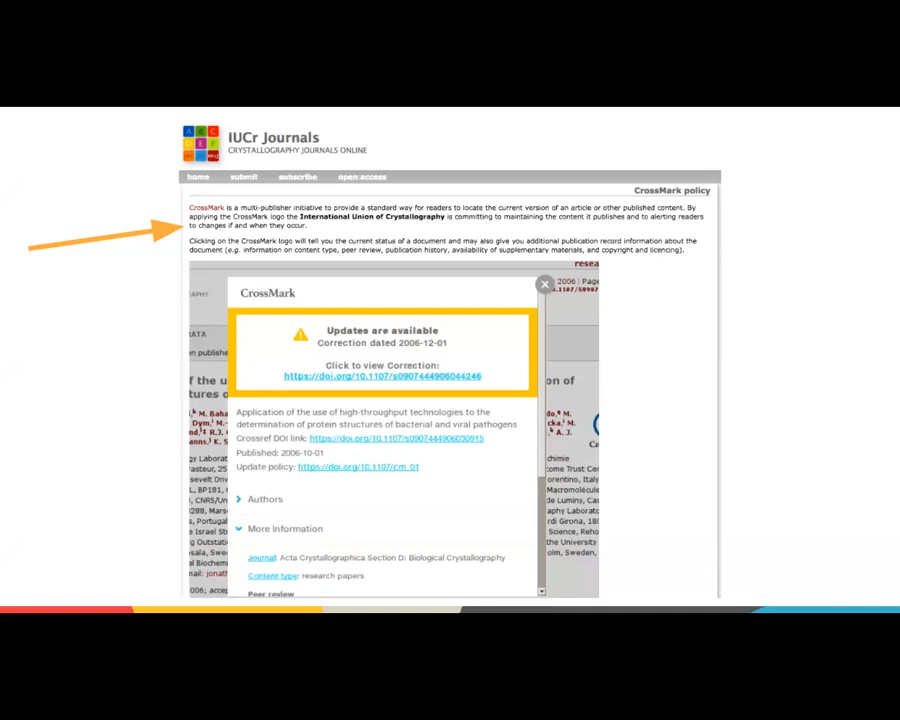 A B C
D E F
IUCr Journals
CRYSTALLOGRAPHY JOURNALS ONLINE
home submit subscribe open access
CrossMark policy
CrossMark is a multi-publisher initiative to provide a standard way for readers to locate the current version of an article or other published content. By
applying the CrossMark logo the International Union of Crystallography is committing to maintaining the content it publishes and to alerting readers
to changes if and when they occur.
Clicking on the CrossMark logo will tell you the current status of a document and may also give you additional publication record information about the
document (e.g. information on content type, peer review, publication history, availability of supplementary materials, and copyright and licencing).
CrossMark
Updates are available
Correction dated 2006-12-01
Click to view Correction:
https://doi.org/10.1107/s0907444906044246
Application of the use of high-throughput technologies to the
determination of protein structures of bacterial and viral pathogens
Crossref DOI link: https://doi.org/10.1107/s0907444906030915
Published: 2006-10-01
Update policy: https://doi.org/10.1107/cm_01
Authors
More Information
Journal: Acta Crystallographica Section D: Biological Crystallography
Content type: research papers
Peer review